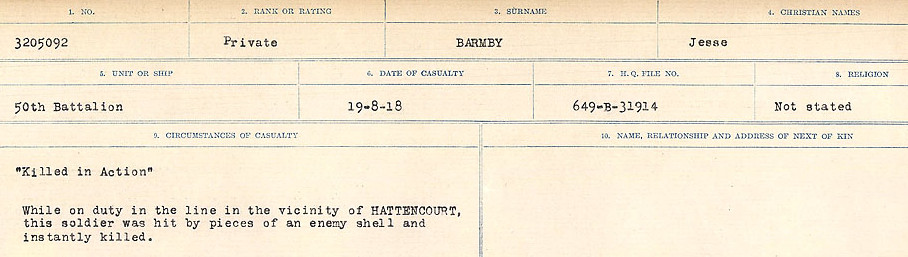 1. NO. 2. RANK OR RATING 3. SURNAME 4. CHRISTIAN NAMES
3205092 Private BARMBY Jesse
5. UNIT OR SHIP 6. DATE OF CASUALTY 7. H.Q. FILE NO. 8. RELIGION
50th Battalion 19-8-18 649-B-31914 Not stated
9. CIRCUMSTANCES OF CASUALTY 10. NAME, RELATIONSHIP AND ADDRESS OF NEXT OF KIN
"Killed in Action"
While on duty in the line in the vicinity of HATTENCOURT,
this soldier was hit by pieces of an enemy shell and
instantly killed.